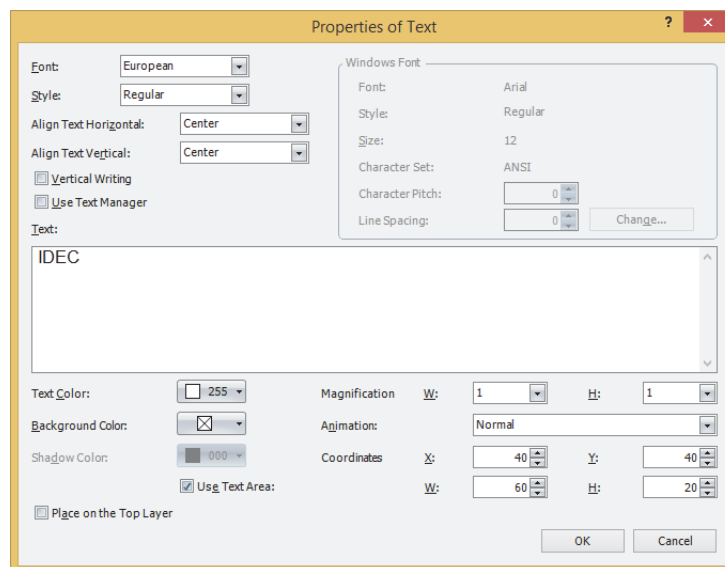 Properties of Text
?
×
Font: European
Style: Regular
Align Text Horizontal: Center
Align Text Vertical: Center
Vertical Writing
Use Text Manager
Windows Font
Font: Arial
Style: Regular
Size: 12
Character Set: ANSI
Character Pitch: 0
Line Spacing: 0 Change...
Text:
IDEC
Text Color: 255
Background Color:
Shadow Color: 000
Use Text Area:
Place on the Top Layer
Magnification W: 1 H: 1
Animation: Normal
Coordinates X: 40 Y: 40
W: 60 H: 20
OK Cancel